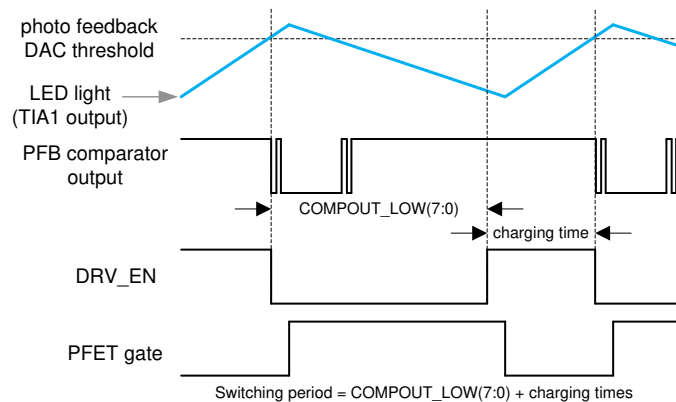 photo feedback
DAC threshold
LED light
(TIA1 output)
PFB comparator
output
COMPOUT_LOW(7:0)
charging time
DRV_EN
PFET gate
Switching period = COMPOUT_LOW(7:0) + charging times